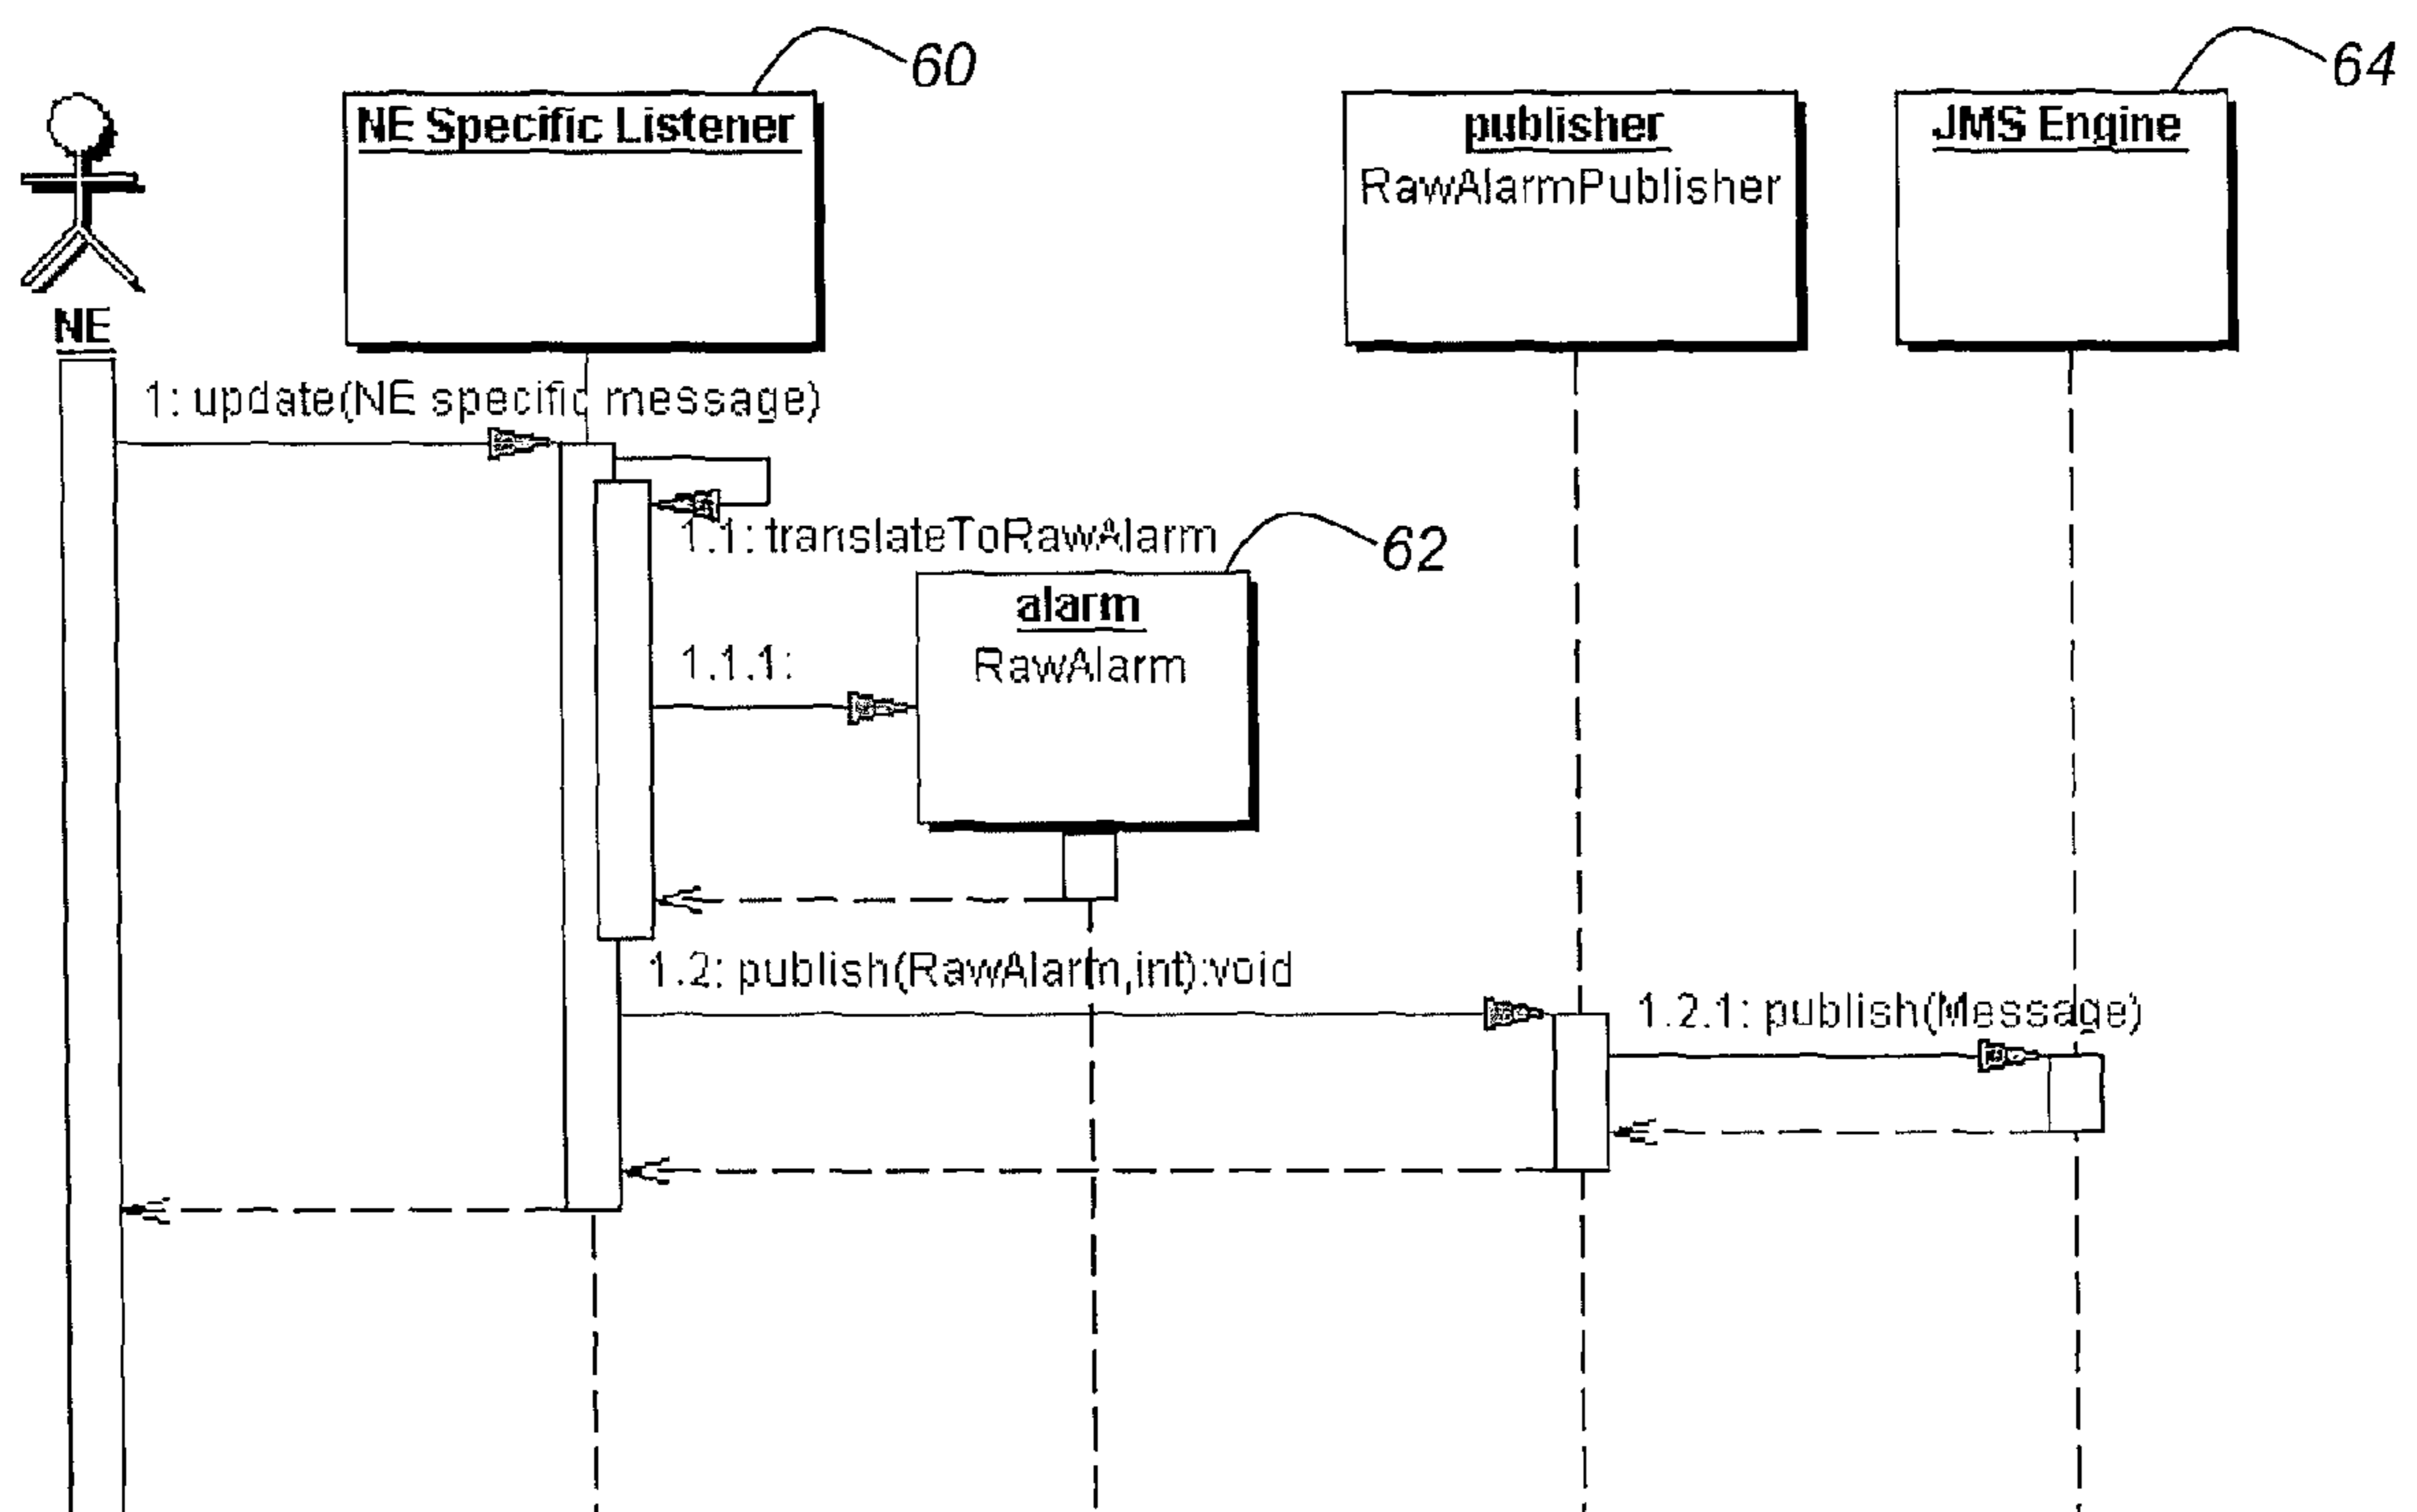 60
64
NE Specific Listener
publisher
RawAlarmPublisher
JMS Engine
NE
1: update(NE specific message)
1.1: translateToRawAlarm
62
alarm
RawAlarm
1.1.1:
1.2: publish(RawAlarm,int):void
1.2.1: publish(Message)